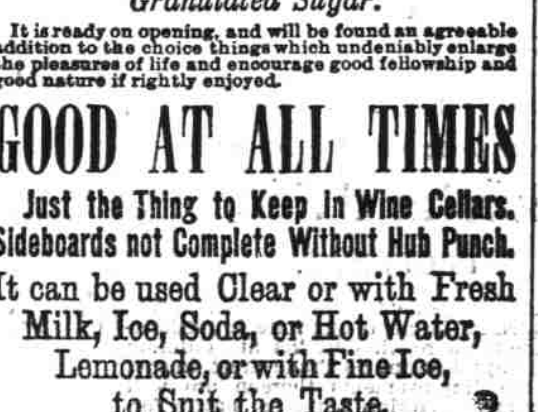 Granulated Sugar.
It is ready on opening, and will be found an agreeable
addition to the choice things which undeniably enlarge
the pleasures of life and encourage good fellowship and
good nature if rightly enjoyed.
GOOD AT ALL TIMES
Just the Thing to Keep in Wine Cellars.
Sideboards not Complete Without Hub Punch.
It can be used Clear or with Fresh
Milk, Ice, Soda, or Hot Water,
Lemonade, or with Fine Ice,
to Suit the Taste.